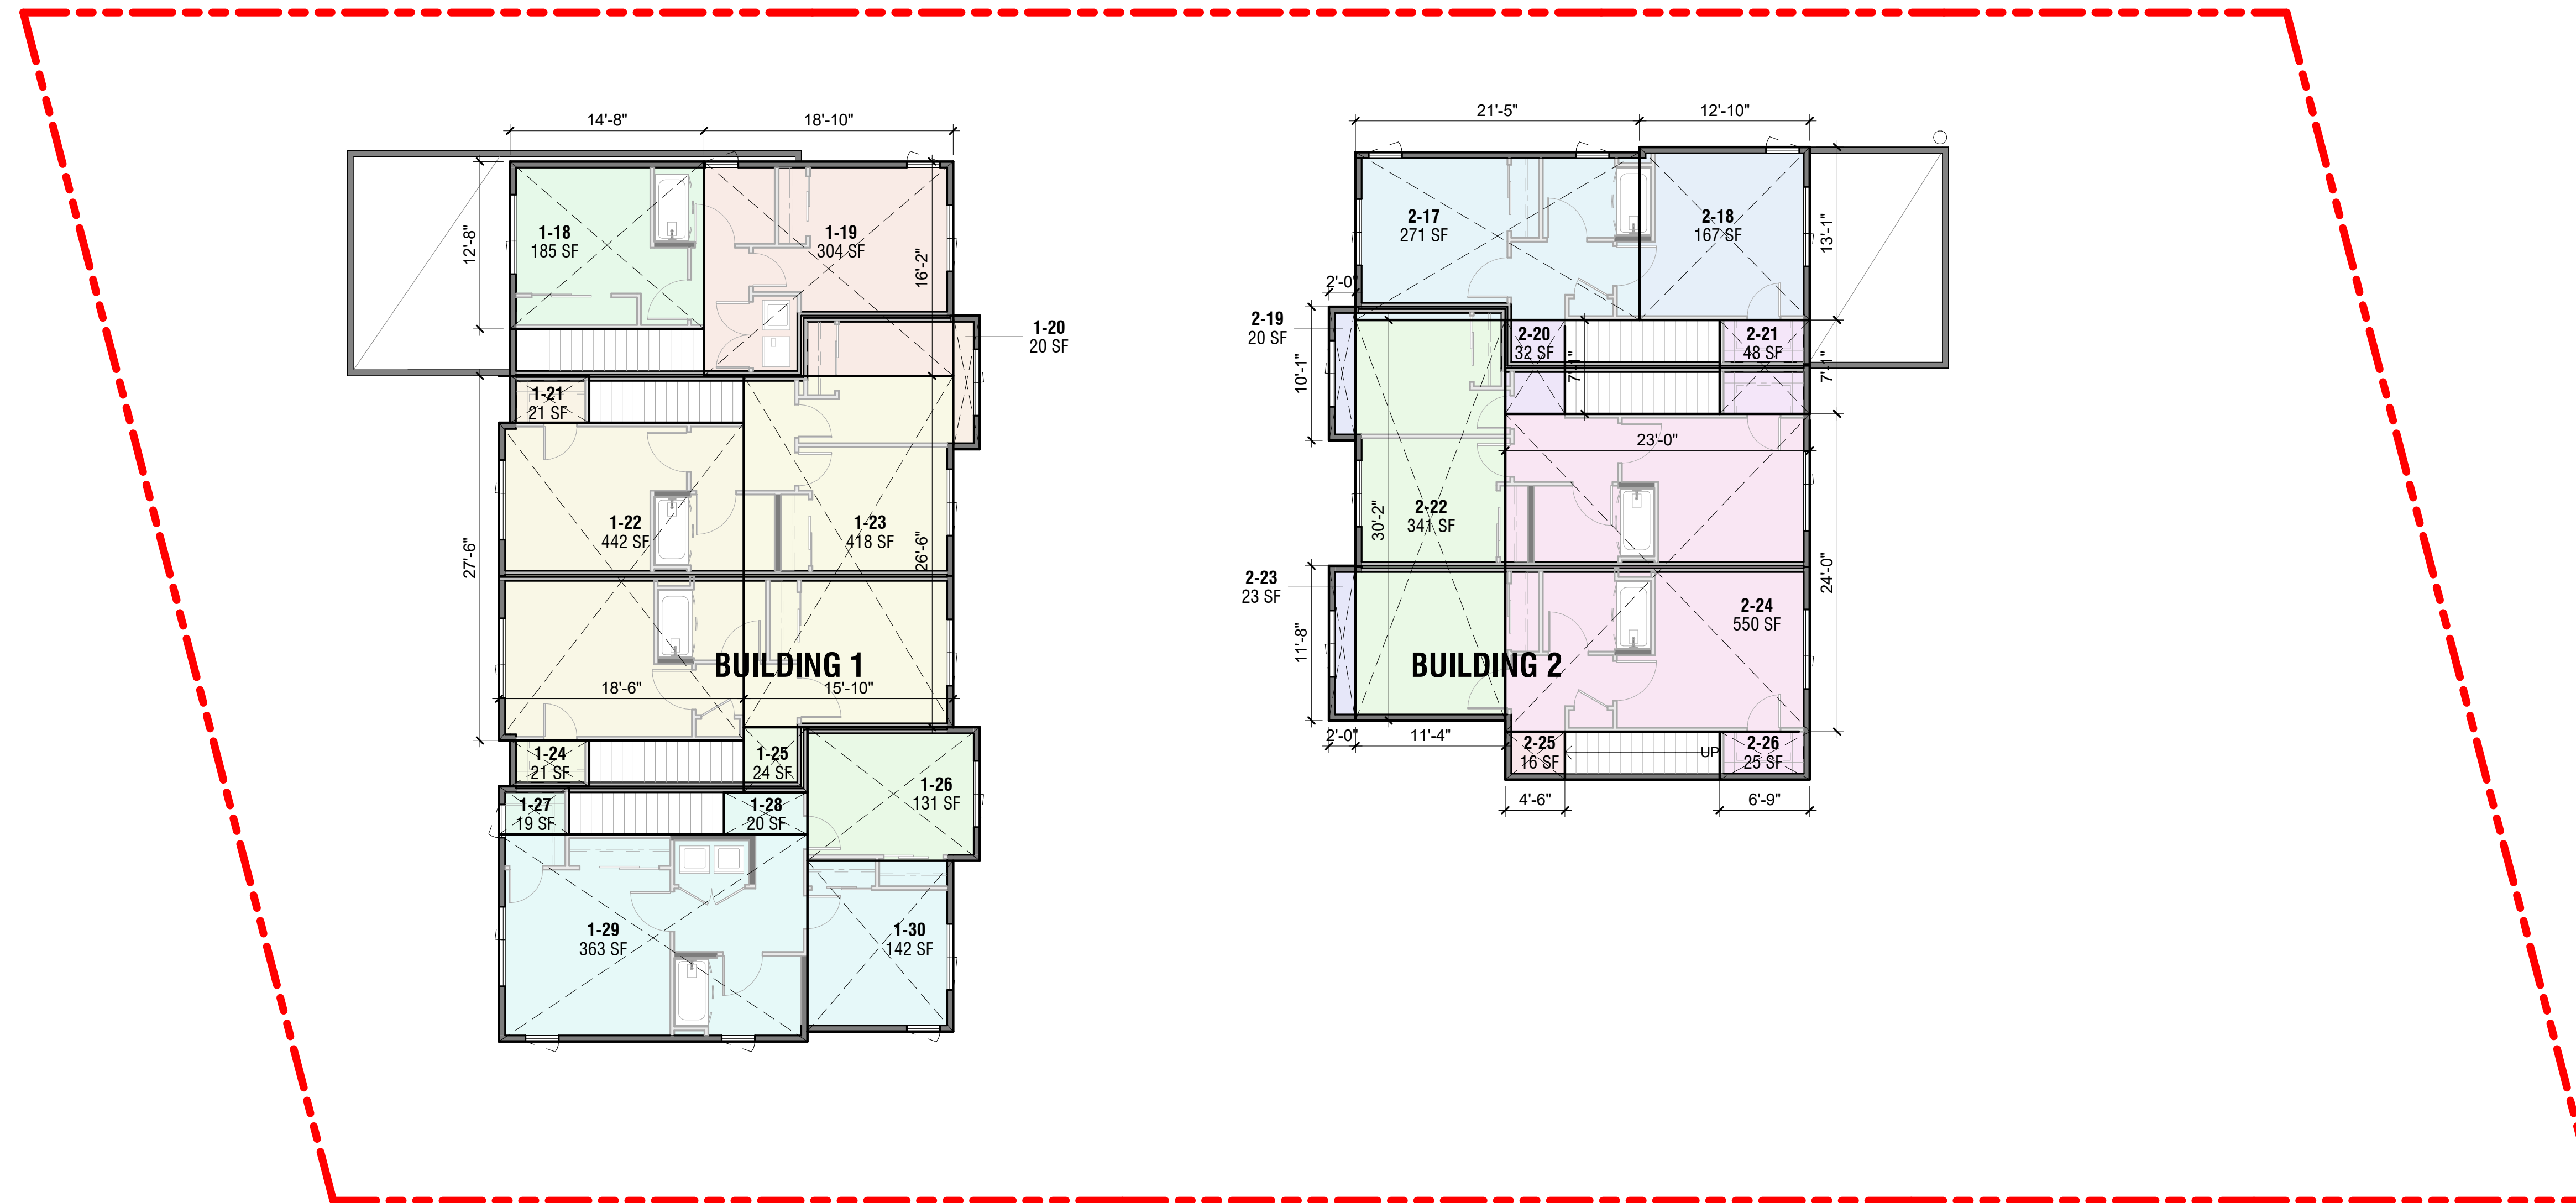 14'-8"
18'-10"
21'-5"
12'-10"
12'-8"
1-18
185 SF
1-19
304 SF
16'-2"
1-20
20 SF
1-21
21 SF
1-22
442 SF
1-23
418 SF
27'-6"
26'-6"
BUILDING 1
18'-6"
15'-10"
1-24
21 SF
1-25
24 SF
1-26
131 SF
1-27
19 SF
1-28
20 SF
1-29
363 SF
1-30
142 SF
2-17
271 SF
2-18
167 SF
13'-1"
2'-0"
2-19
20 SF
10'-1"
2-20
32 SF
7'-1"
2-21
48 SF
7'-1"
23'-0"
2-22
341 SF
30'-2"
2-23
23 SF
11'-8"
24'-0"
2-24
550 SF
BUILDING 2
2'-0"
11'-4"
2-25
16 SF
UP
2-26
25 SF
4'-6"
6'-9"